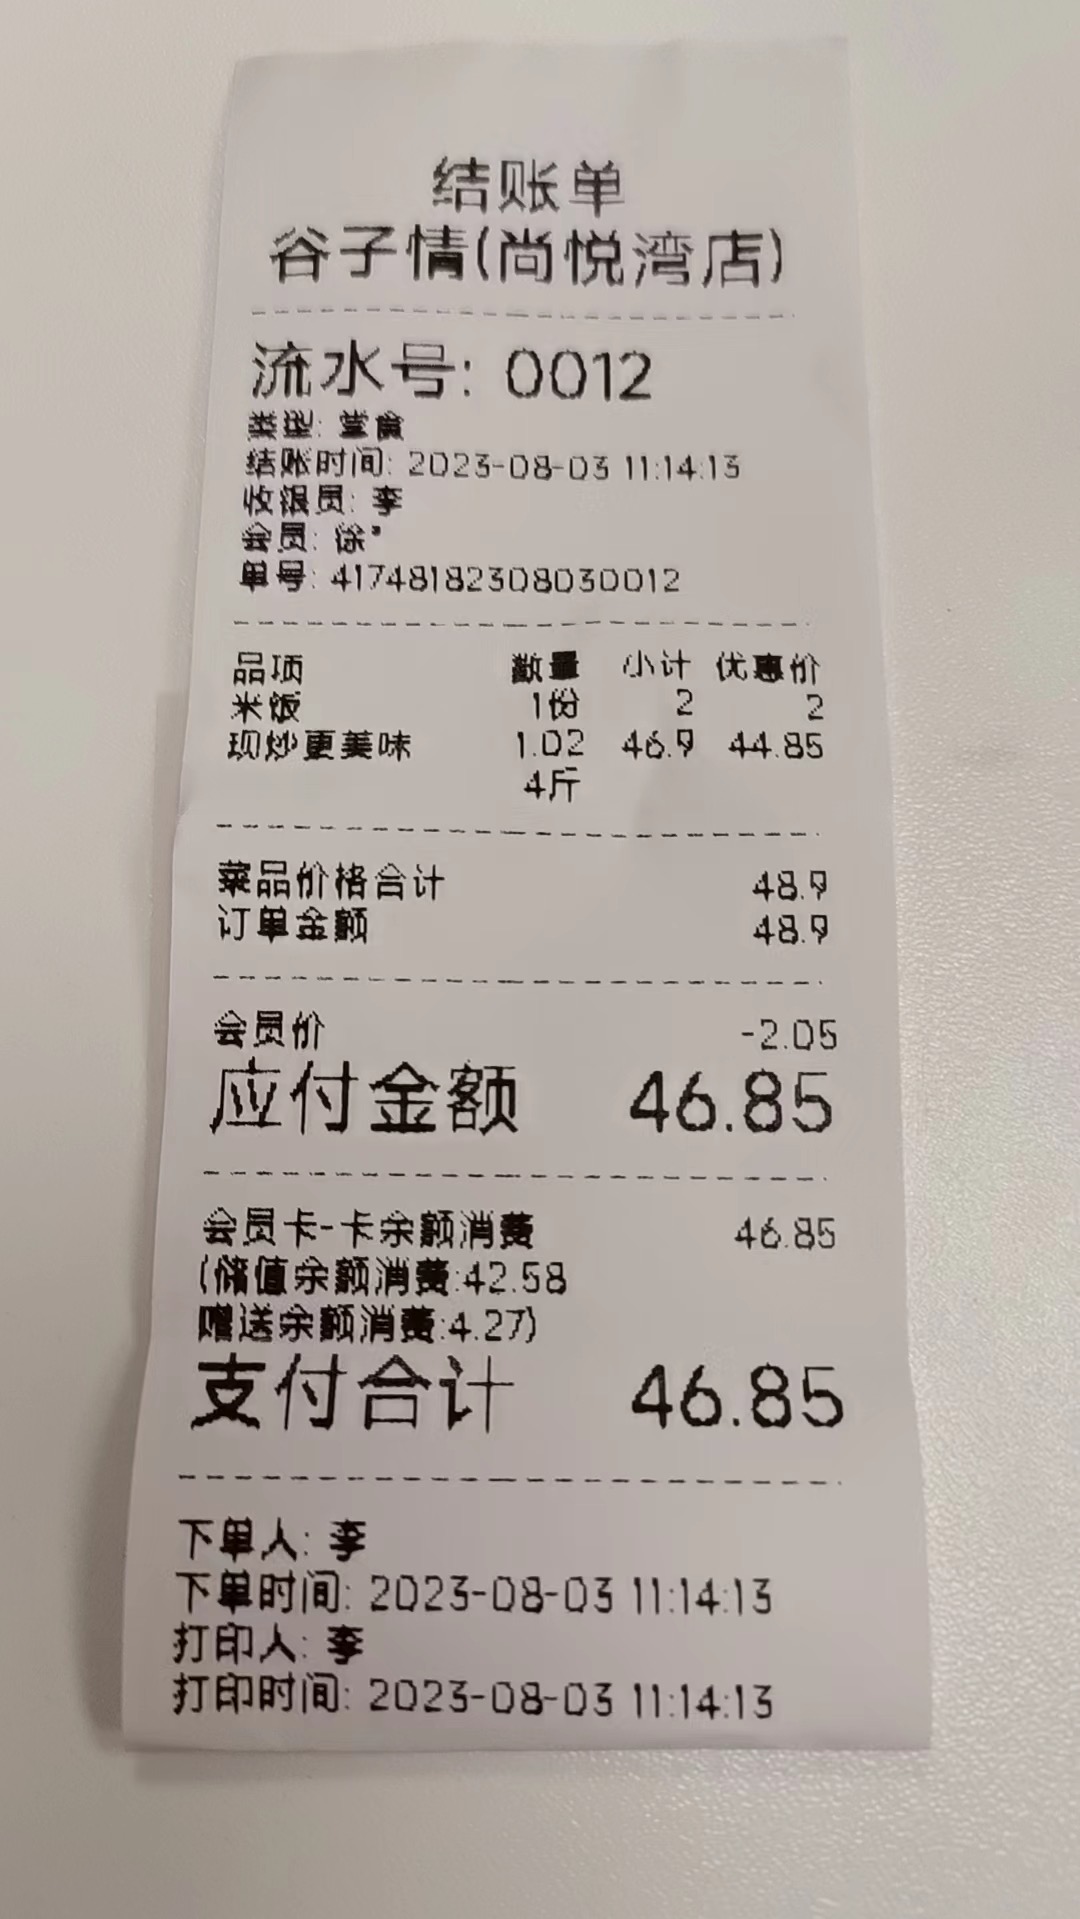 结账单
谷子情(尚悦湾店)
流水号: 0012
类型: 堂食
结账时间: 2023-08-03 11:14:13
收银员: 李
会员: 徐*
单号: 41748182308030012
品项 数量 小计 优惠价
米饭 1份 2 2
现炒更美味 1.02 46.9 44.85
4斤
菜品价格合计 48.9
订单金额 48.9
会员价 -2.05
应付金额 46.85
会员卡-卡余额消费 46.85
(储值余额消费:42.58
赠送余额消费:4.27)
支付合计 46.85
下单人: 李
下单时间: 2023-08-03 11:14:13
打印人: 李
打印时间: 2023-08-03 11:14:13